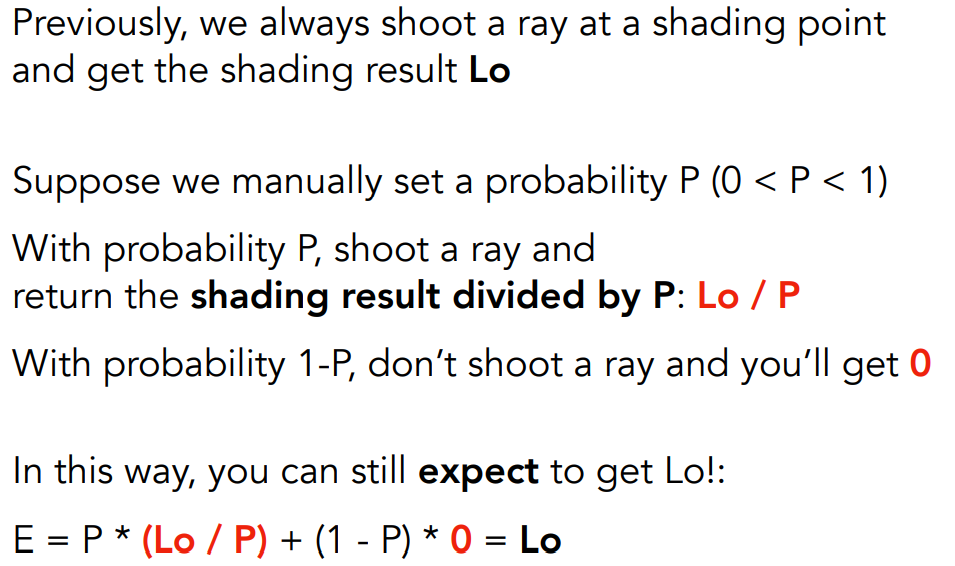 Previously, we always shoot a ray at a shading point
and get the shading result Lo
Suppose we manually set a probability P (0 < P < 1)
With probability P, shoot a ray and
return the shading result divided by P: Lo / P
With probability 1-P, don’t shoot a ray and you’ll get 0
In this way, you can still expect to get Lo!:
E = P * (Lo / P) + (1 - P) * 0 = Lo